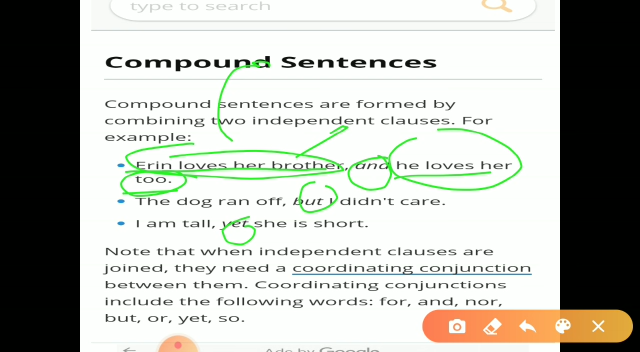 type to search
Compound Sentences
Compound sentences are formed by
combining two independent clauses. For
example:
Erin loves her brother, and he loves her
too.
The dog ran off, but I didn't care.
I am tall, yet she is short.
Note that when independent clauses are
joined, they need a coordinating conjunction
between them. Coordinating conjunctions
include the following words: for, and, nor,
but, or, yet, so.
Ads by Google